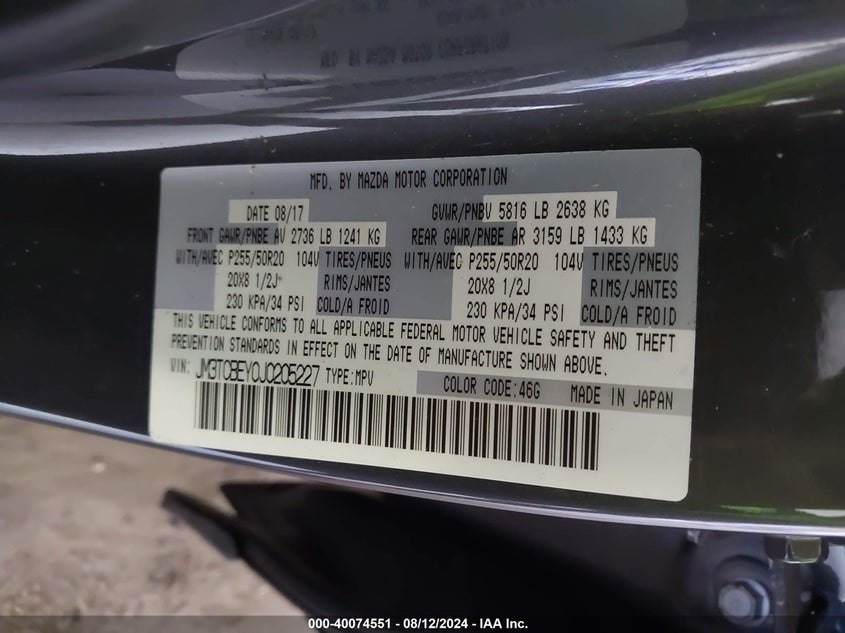 MFD. BY MAZDA MOTOR CORPORATION
DATE 08/17 GVWR/PNBV 5816 LB 2638 KG
FRONT GAWR/PNBE AV 2736 LB 1241 KG REAR GAWR/PNBE AR 3159 LB 1433 KG
WITH/AVEC P255/50R20 104V TIRES/PNEUS WITH/AVEC P255/50R20 104V TIRES/PNEUS
20X8 1/2J RIMS/JANTES 20X8 1/2J RIMS/JANTES
230 KPA/34 PSI COLD/A FROID 230 KPA/34 PSI COLD/A FROID
THIS VEHICLE CONFORMS TO ALL APPLICABLE FEDERAL MOTOR VEHICLE SAFETY AND THEFT
PREVENTION STANDARDS IN EFFECT ON THE DATE OF MANUFACTURE SHOWN ABOVE.
VIN: JM3TCBEY0J0205227 TYPE:MPV
COLOR CODE:46G MADE IN JAPAN
000-40074551 - 08/12/2024 - IAA Inc.